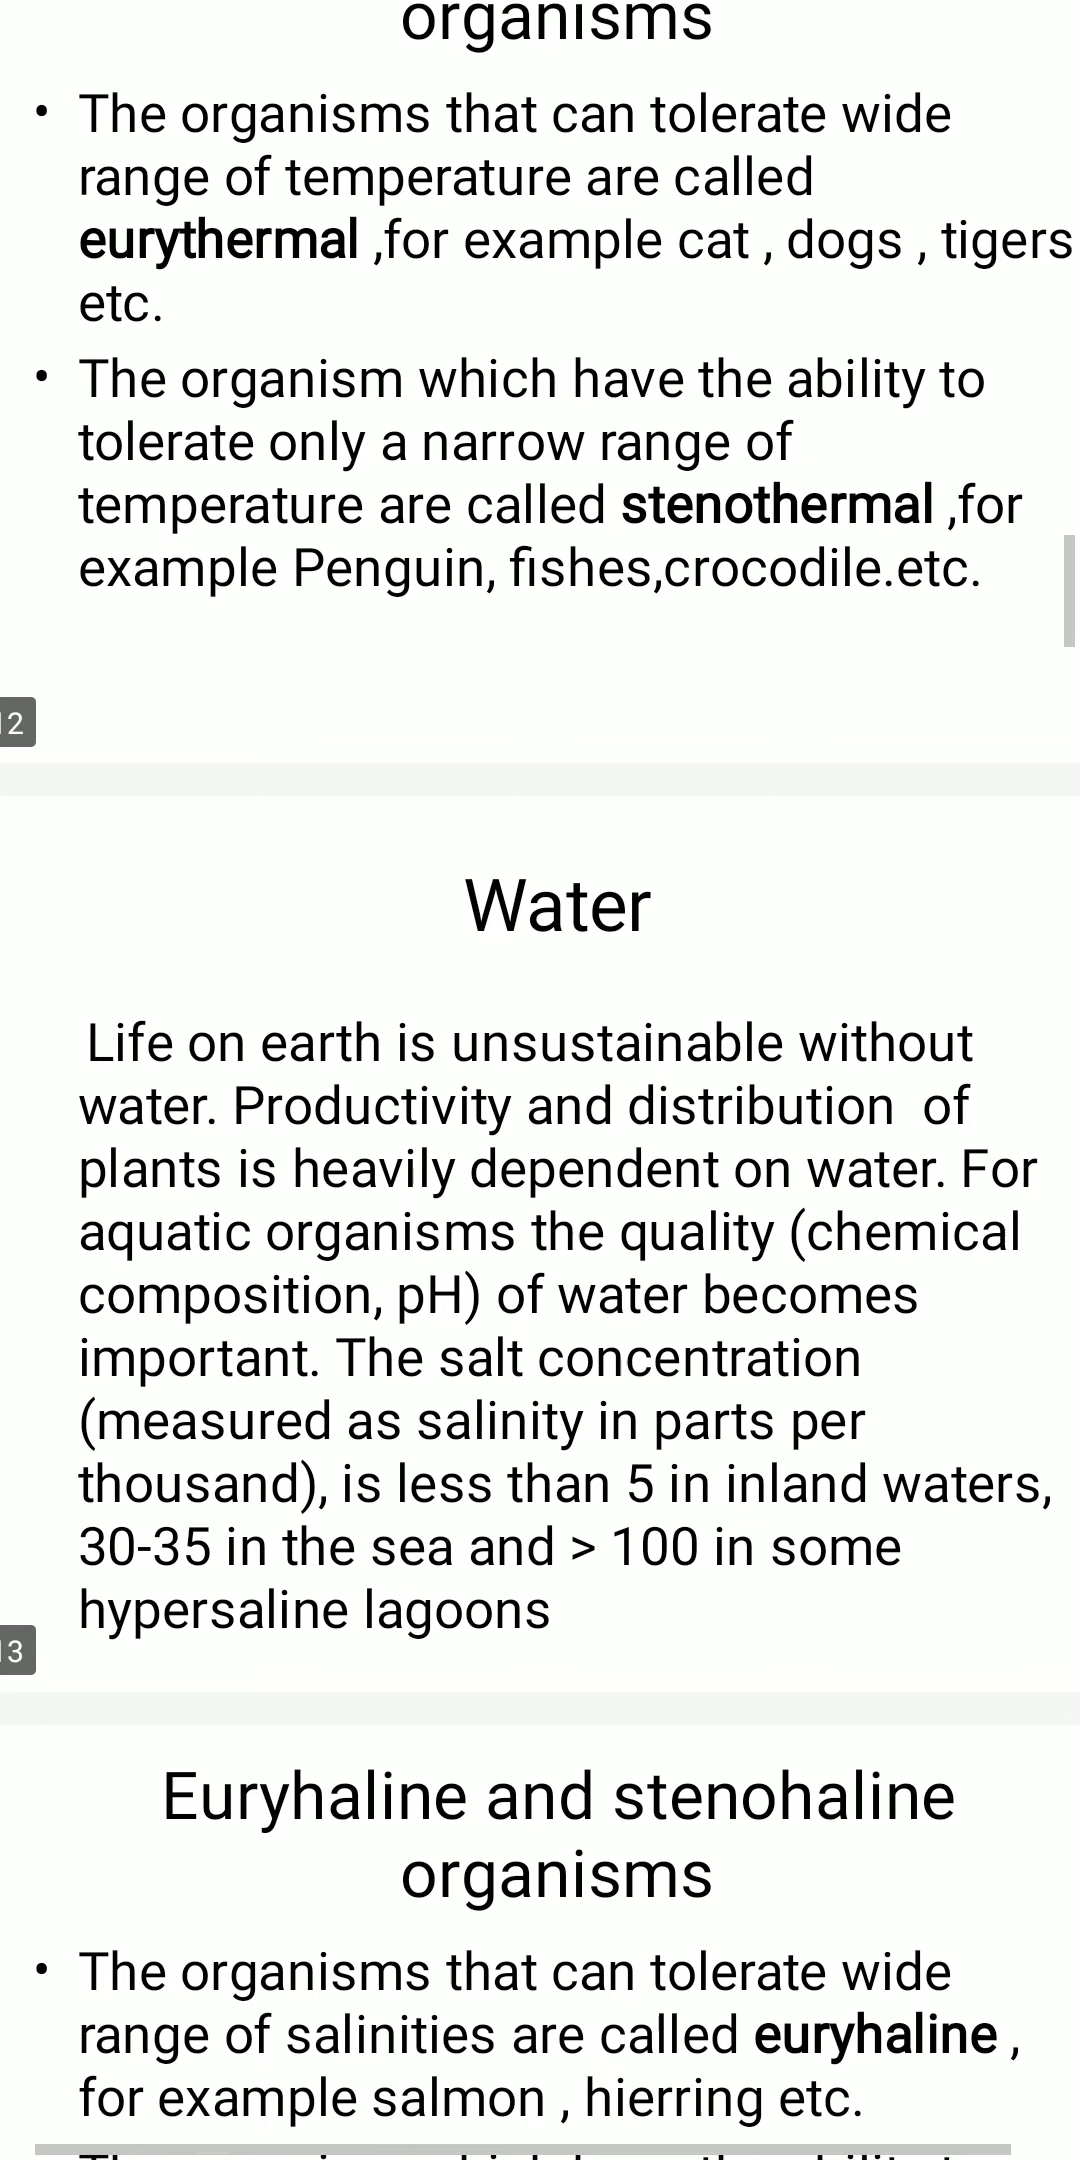 organisms
• The organisms that can tolerate wide
range of temperature are called
eurythermal ,for example cat , dogs , tigers
etc.
• The organism which have the ability to
tolerate only a narrow range of
temperature are called stenothermal ,for
example Penguin, fishes,crocodile.etc.
12
Water
Life on earth is unsustainable without
water. Productivity and distribution  of
plants is heavily dependent on water. For
aquatic organisms the quality (chemical
composition, pH) of water becomes
important. The salt concentration
(measured as salinity in parts per
thousand), is less than 5 in inland waters,
30-35 in the sea and > 100 in some
hypersaline lagoons
13
Euryhaline and stenohaline
organisms
• The organisms that can tolerate wide
range of salinities are called euryhaline ,
for example salmon , hierring etc.